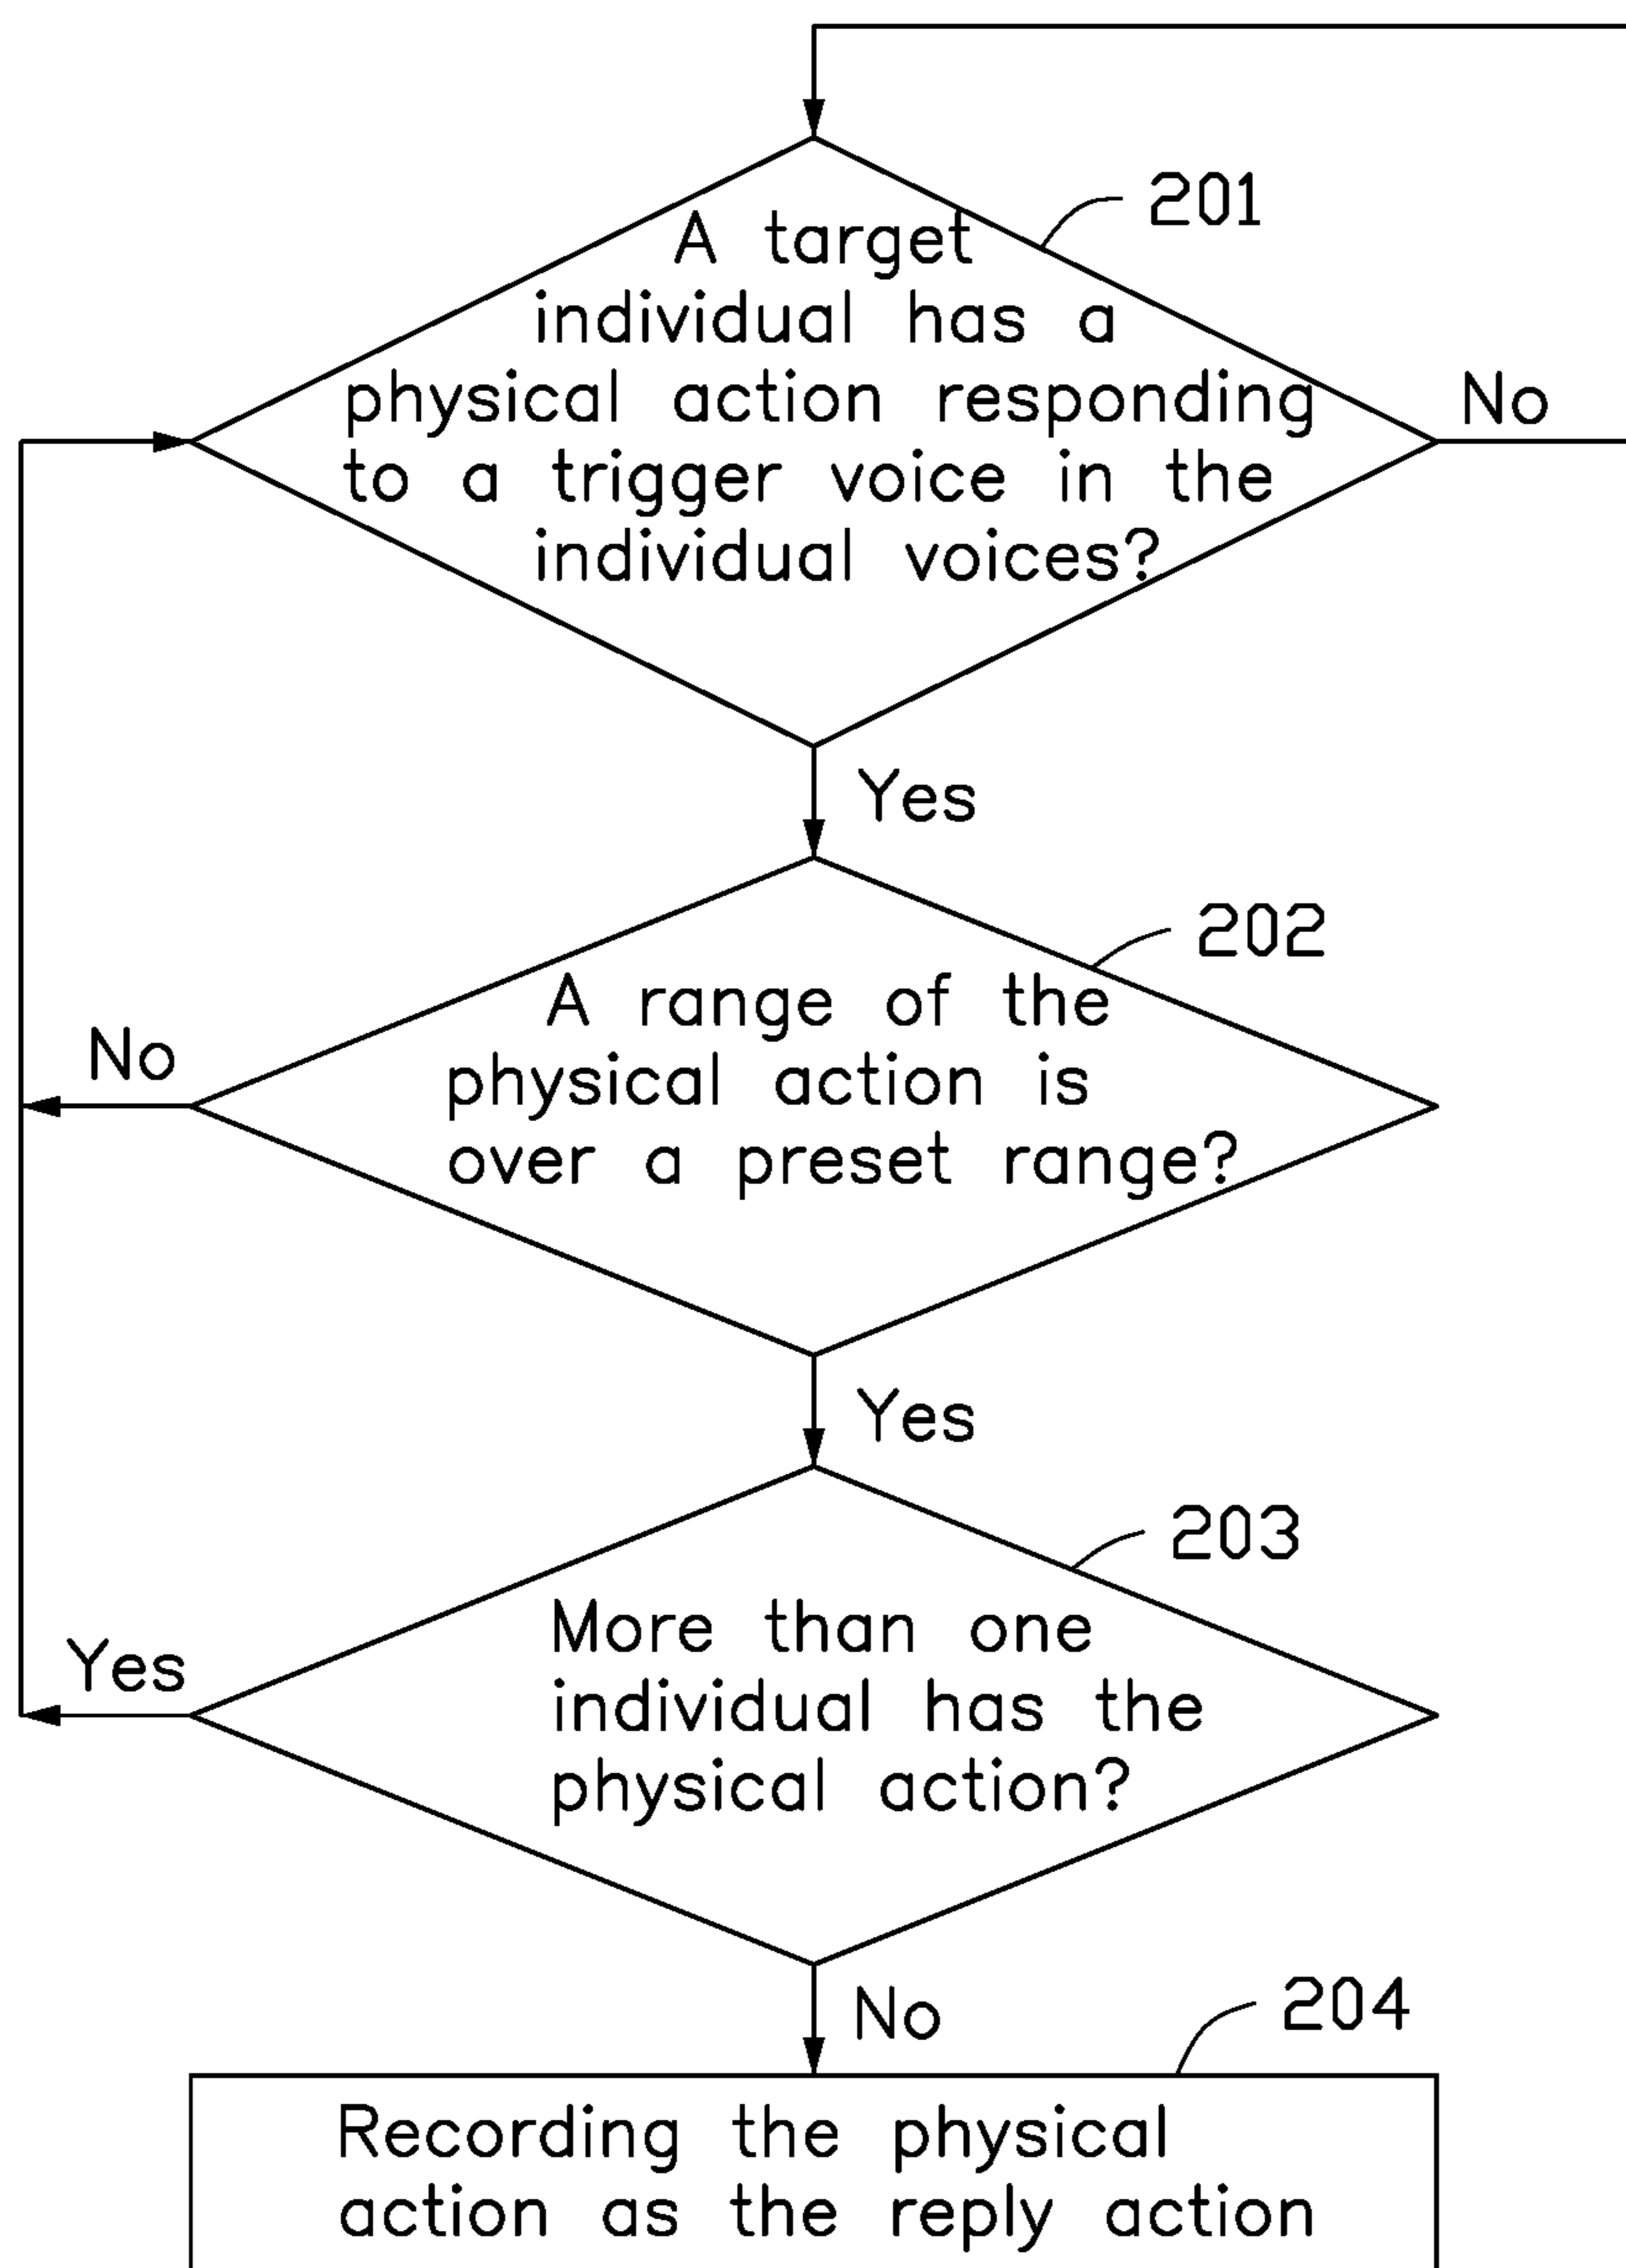 201
A target
individual has a
physical action responding
to a trigger voice in the
individual voices?
No
Yes
202
A range of the
physical action is
over a preset range?
No
Yes
203
More than one
individual has the
physical action?
Yes
No
204
Recording the physical
action as the reply action